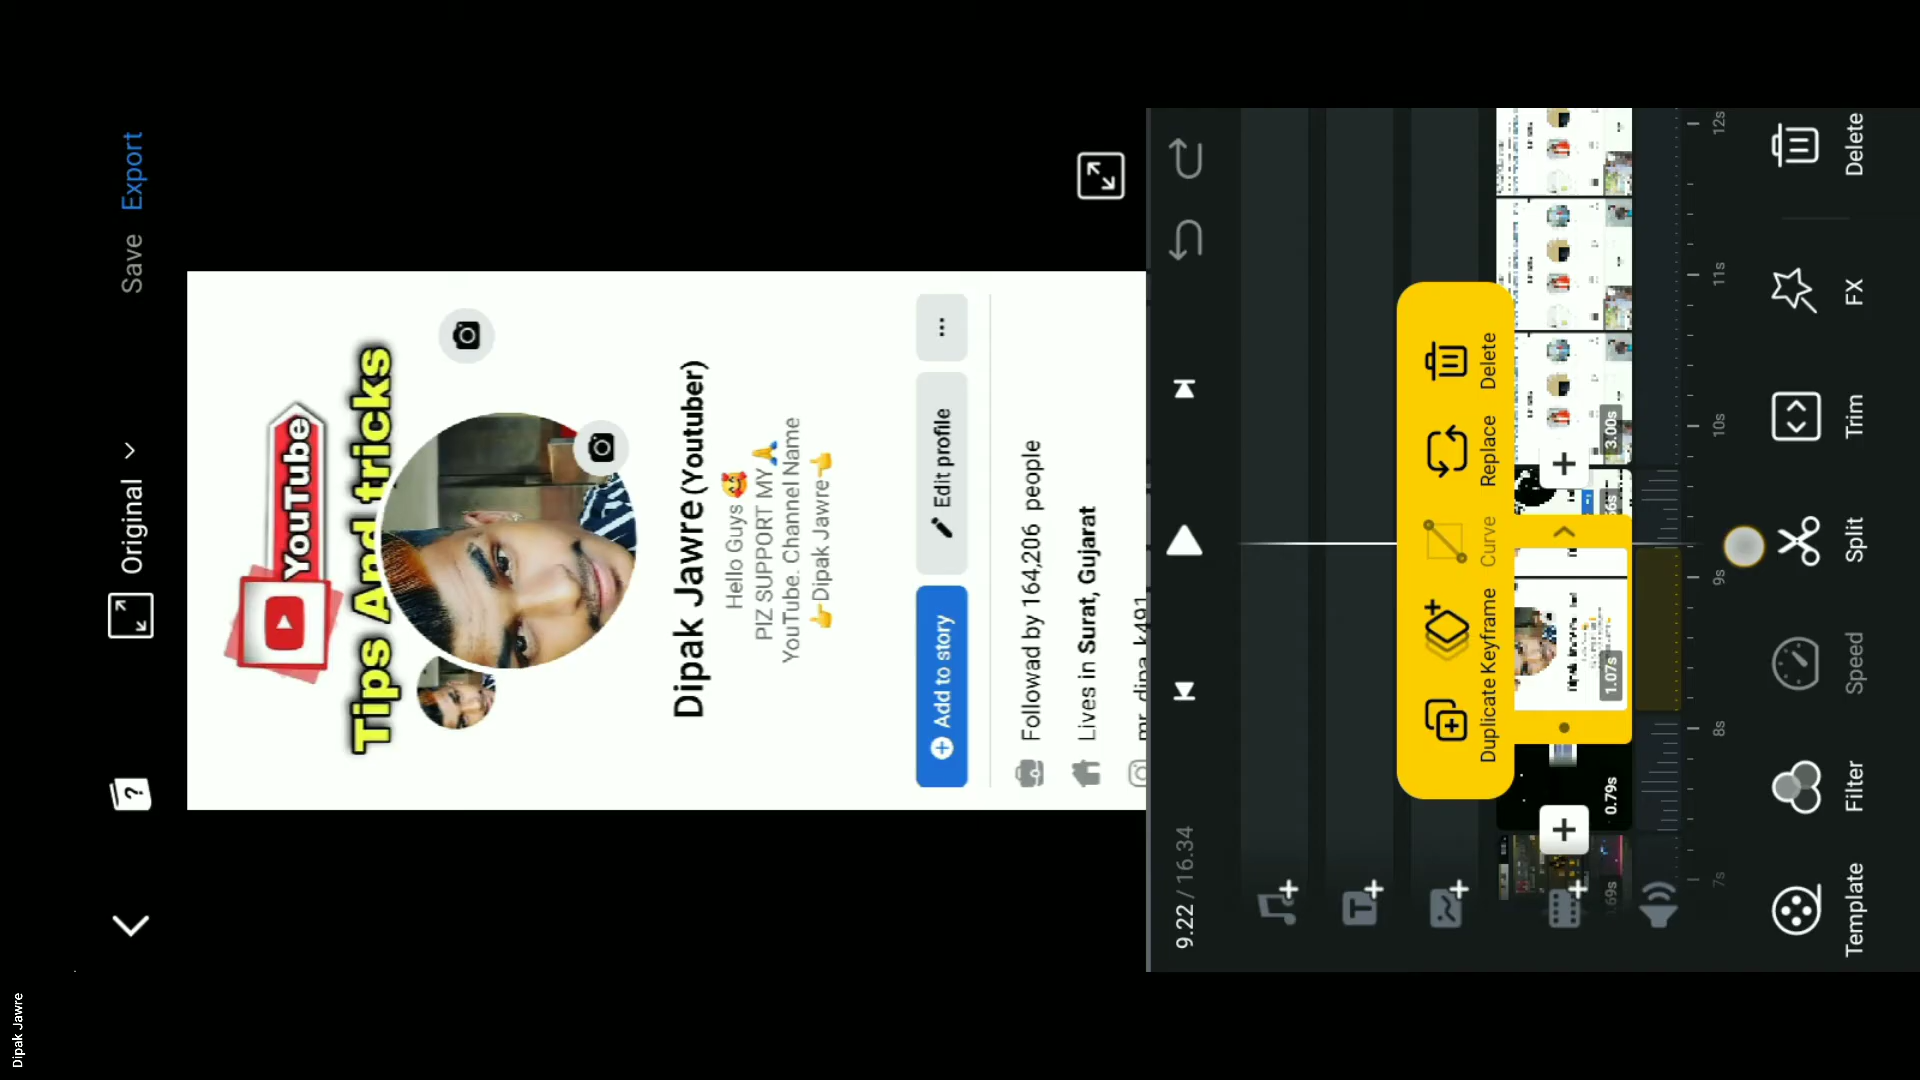 Original
Save
Export
YouTube
Tips And tricks
Dipak Jawre (Youtuber)
Hello Guys 🥰
PlZ SUPPORT MY 🙏
YouTube. Channel Name
👉Dipak Jawre👈
Add to story
Edit profile
...
Followad by 164,206 people
Lives in Surat, Gujarat
9.22 / 16.34
Duplicate
Keyframe
Curve
Replace
Delete
0.79s
1.07s
3.00s
7s
8s
9s
10s
11s
12s
Template
Filter
Speed
Split
Trim
FX
Delete
Dipak Jawre